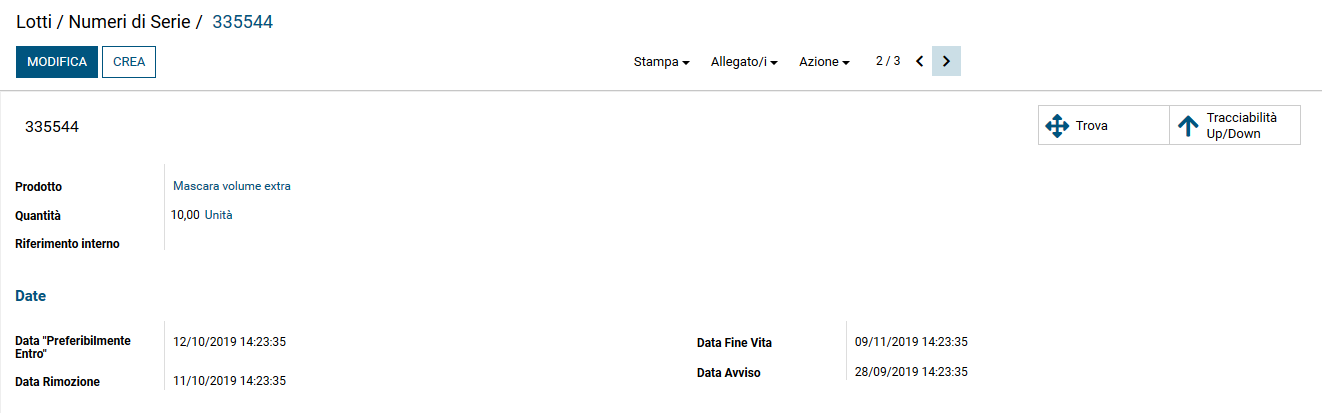 Lotti / Numeri di Serie / 335544
MODIFICA CREA Stampa Allegato/i Azione 2 / 3
335544
Trova
Tracciabilità
Up/Down
Prodotto Mascara volume extra
Quantità 10,00 Unità
Riferimento interno
Date
Data "Preferibilmente
Entro" 12/10/2019 14:23:35
Data Rimozione 11/10/2019 14:23:35
Data Fine Vita 09/11/2019 14:23:35
Data Avviso 28/09/2019 14:23:35